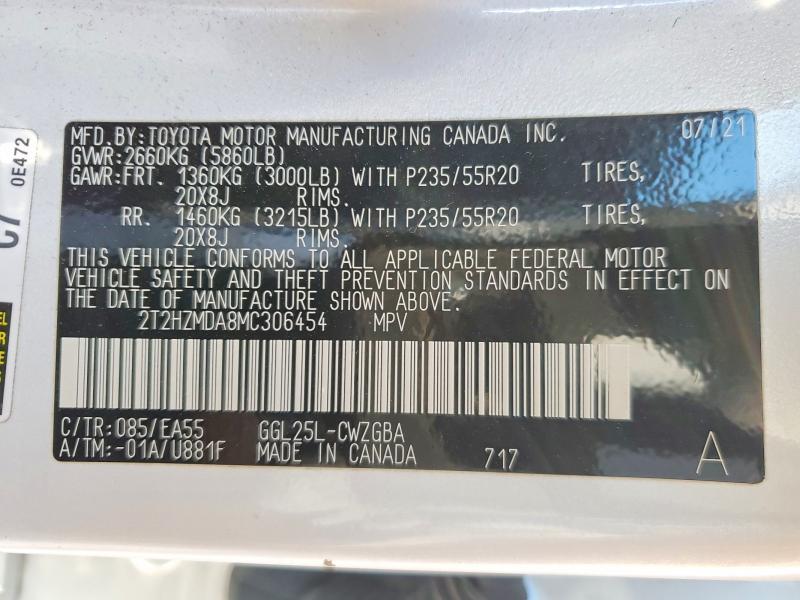 MFD. BY: TOYOTA MOTOR MANUFACTURING CANADA INC. 07/21
GVWR: 2660KG (5860LB)
GAWR: FRT. 1360KG (3000LB) WITH P235/55R20 TIRES,
20X8J RIMS.
RR. 1460KG (3215LB) WITH P235/55R20 TIRES,
20X8J RIMS.
THIS VEHICLE CONFORMS TO ALL APPLICABLE FEDERAL MOTOR
VEHICLE SAFETY AND THEFT PREVENTION STANDARDS IN EFFECT ON
THE DATE OF MANUFACTURE SHOWN ABOVE.
2T2HZMDA8MC306454 MPV
C/TR: 085/EA55 GGL25L-CWZGBA
A/TM: -01A/U881F MADE IN CANADA 717 A
0E472